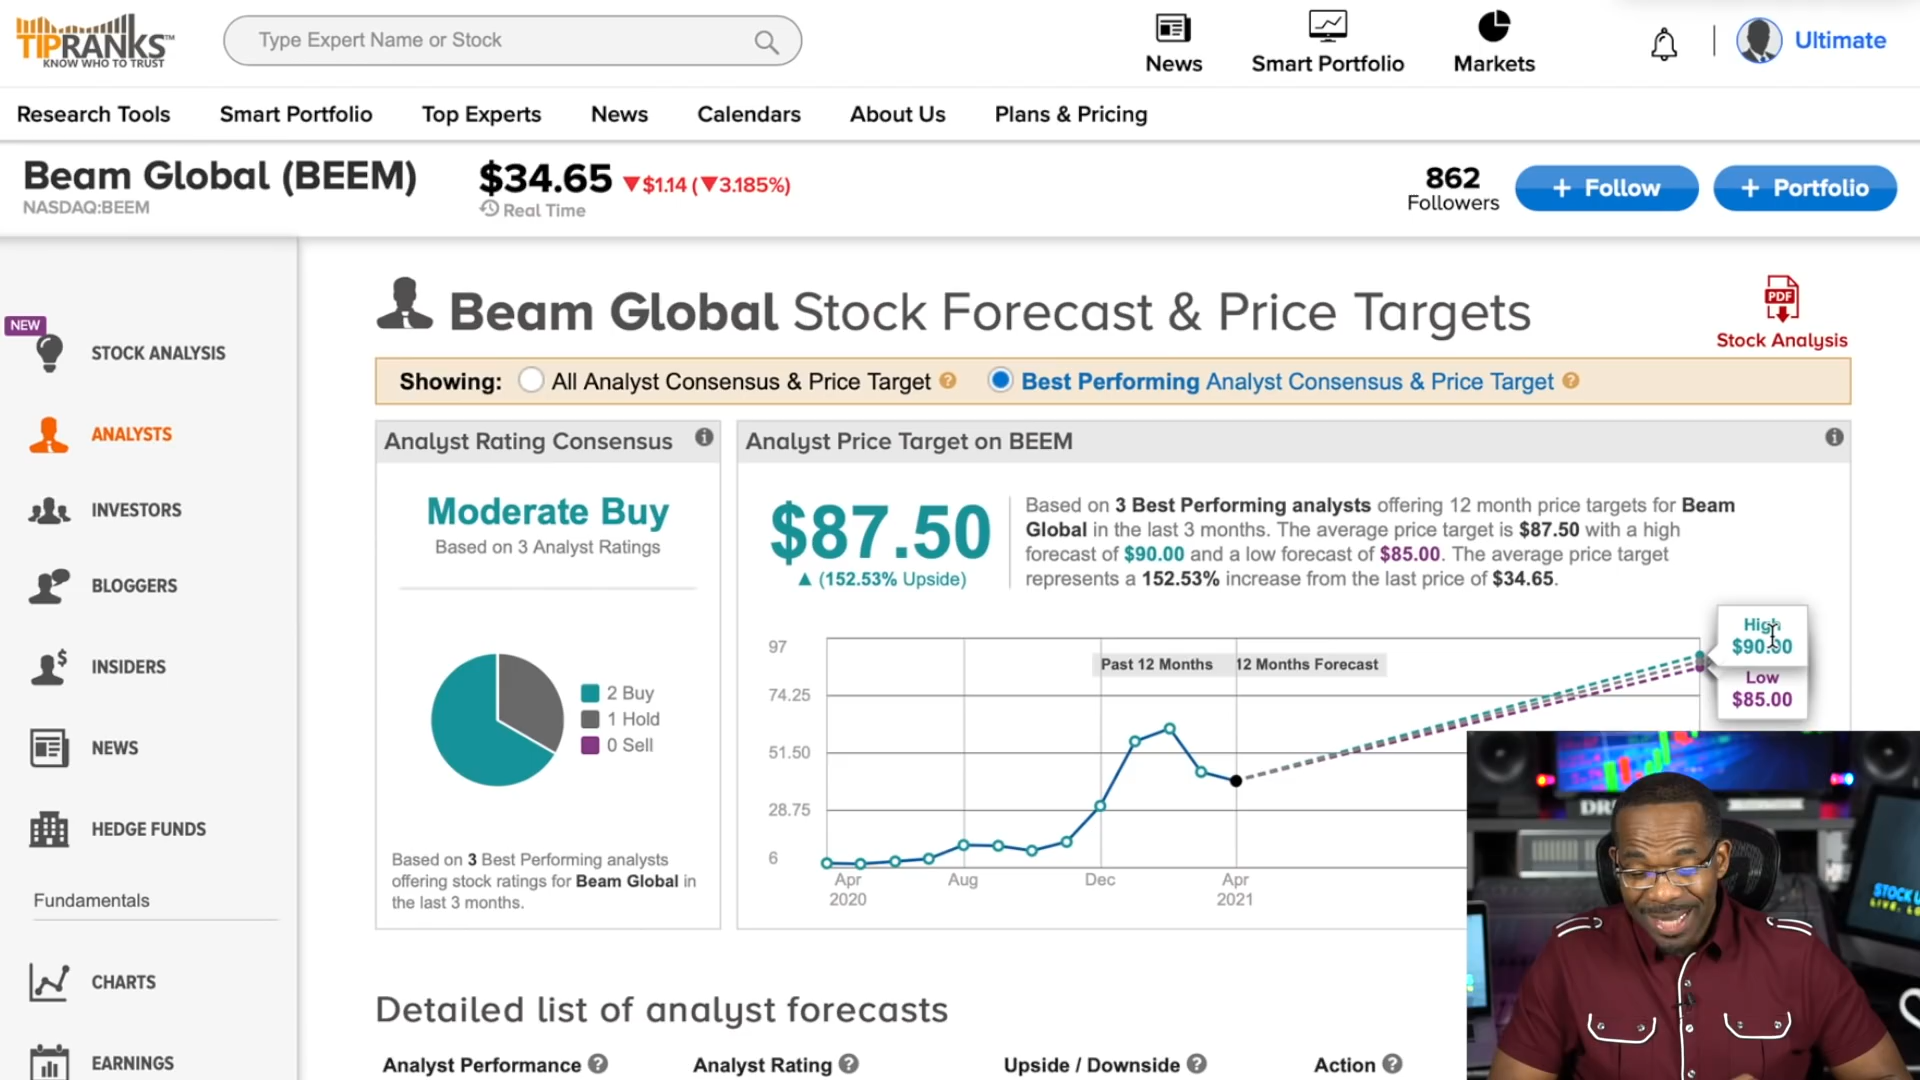 TIPRANKS™
KNOW WHO TO TRUST
Type Expert Name or Stock
News
Smart Portfolio
Markets
Ultimate
Research Tools
Smart Portfolio
Top Experts
News
Calendars
About Us
Plans & Pricing
Beam Global (BEEM)
NASDAQ:BEEM
$34.65 ▼$1.14 (▼3.185%)
Real Time
862
Followers
+ Follow
+ Portfolio
NEW
STOCK ANALYSIS
ANALYSTS
INVESTORS
BLOGGERS
INSIDERS
NEWS
HEDGE FUNDS
Fundamentals
CHARTS
EARNINGS
Beam Global Stock Forecast & Price Targets
PDF
Stock Analysis
Showing: All Analyst Consensus & Price Target ? Best Performing Analyst Consensus & Price Target ?
Analyst Rating Consensus
Moderate Buy
Based on 3 Analyst Ratings
2 Buy
1 Hold
0 Sell
Based on 3 Best Performing analysts
offering stock ratings for Beam Global in
the last 3 months.
Analyst Price Target on BEEM
$87.50
▲ (152.53% Upside)
Based on 3 Best Performing analysts offering 12 month price targets for Beam
Global in the last 3 months. The average price target is $87.50 with a high
forecast of $90.00 and a low forecast of $85.00. The average price target
represents a 152.53% increase from the last price of $34.65.
97
74.25
51.50
28.75
6
Past 12 Months
12 Months Forecast
High
$90.00
Low
$85.00
Apr
2020
Aug
Dec
Apr
2021
Detailed list of analyst forecasts
Analyst Performance ?
Analyst Rating ?
Upside / Downside ?
Action ?
STOCK